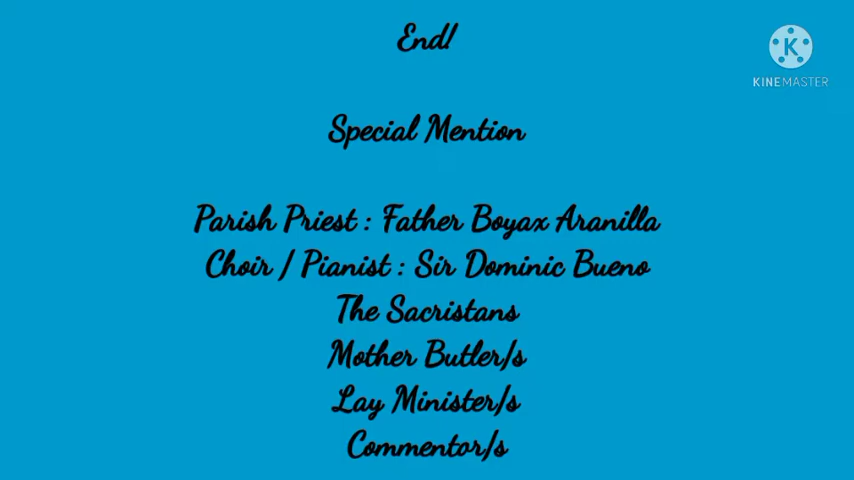 End!
K
KINEMASTER
Special Mention
Parish Priest : Father Boyax Aranilla
Choir / Pianist : Sir Dominic Bueno
The Sacristans
Mother Butler/s
Lay Minister/s
Commentor/s